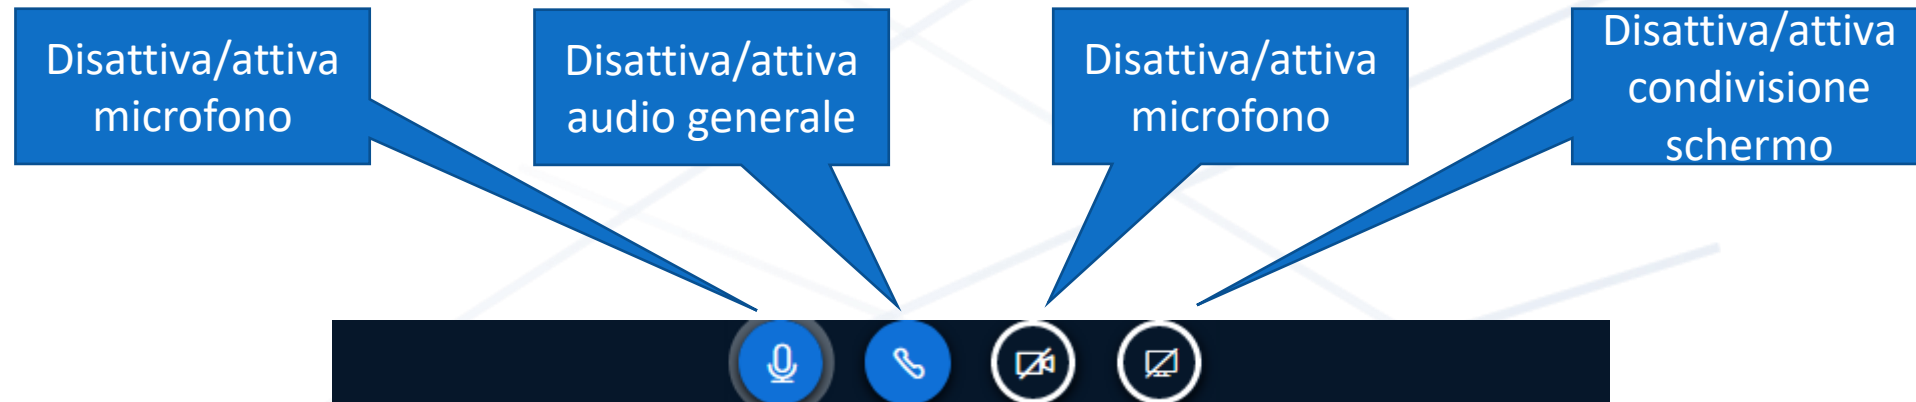 Disattiva/attiva
microfono
Disattiva/attiva
audio generale
Disattiva/attiva
microfono
Disattiva/attiva
condivisione
schermo